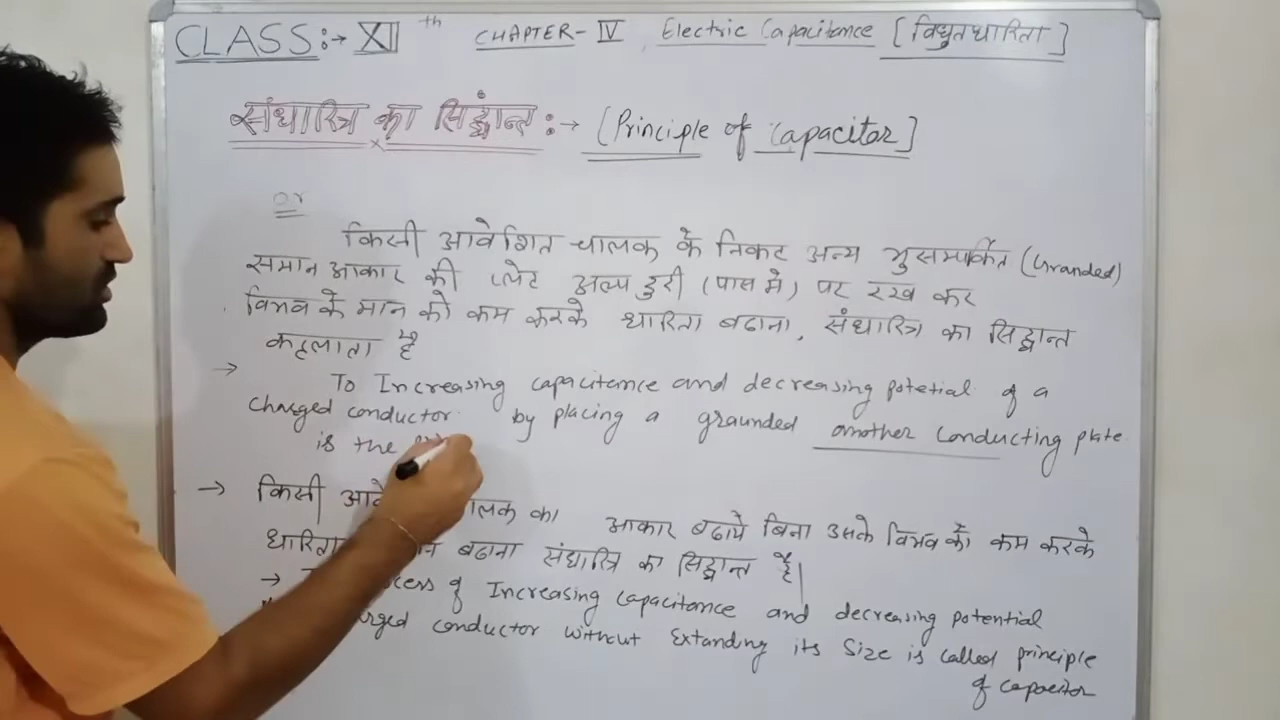 CLASS:→ XII th CHAPTER- IV , Electric Capacitance [विधुतधारिता]
संधारित्र का सिद्धान्त :→ [Principle of Capacitor]
or
किसी आवेशित चालक के निकट अन्य भुसम्पर्कित (Granded)
समान आकार की प्लेट अल्प दुरी (पास मे) पर रख कर
विभव के मान को कम करके धारिता बढाना, संधारित्र का सिद्धान्त
कहलाता है
→ To Increasing capacitance and decreasing potetial of a
Charged conductor by placing a graunded another conducting plate
is the
→ किसी चालक का आकार बढाये बिना उसके विभव को कम करके
धारिता बढाना संधारित्र का सिद्धान्त है।
→ of Increasing capacitance and decreasing potential
conductor without Extanding its Size is called principle
of capacitor